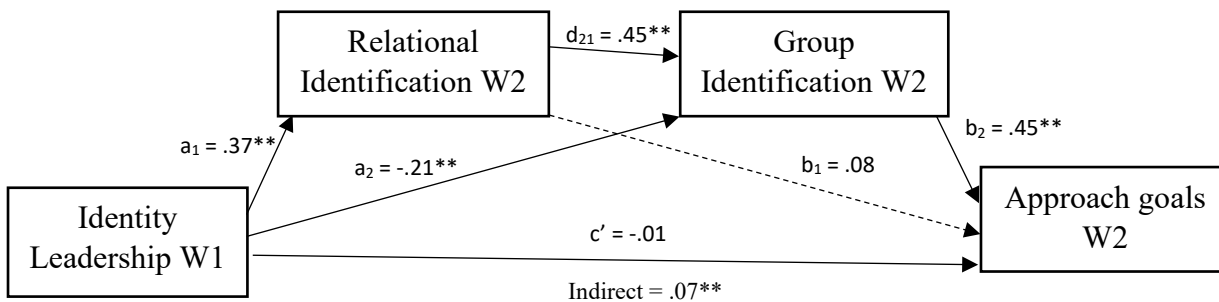 Relational
Identification W2
d21 = .45**
Group
Identification W2
a1 = .37**
a2 = -.21**
b1 = .08
b2 = .45**
Identity
Leadership W1
c’ = -.01
Approach goals
W2
Indirect = .07**